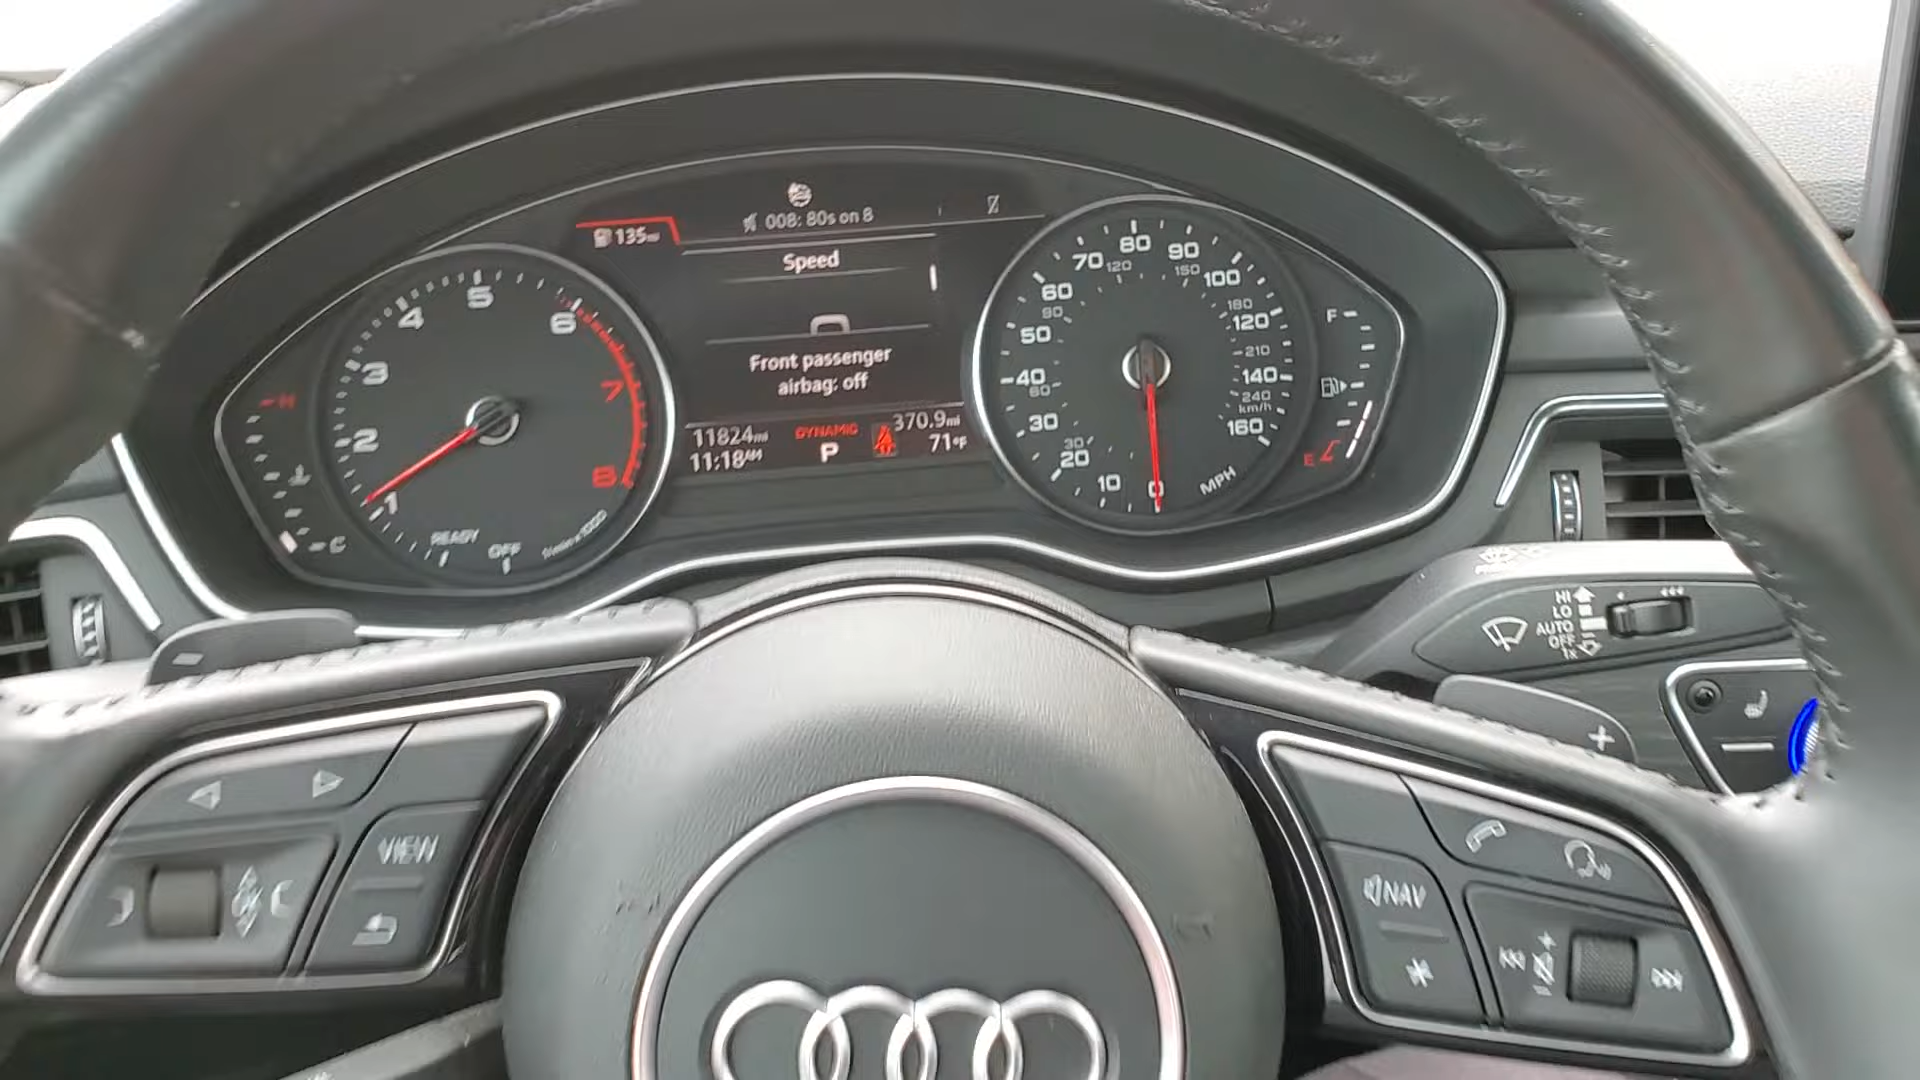 008: 80s on 8
135mi
Speed
Front passenger
airbag: off
11824mi
DYNAMIC
370.9mi
11:18AM
P
71°F
1
2
3
4
5
6
7
8
READY
OFF
H
C
0
10
20
30
40
50
60
70
80
90
100
120
140
160
MPH
30
60
90
120
150
180
210
240
km/h
F
E
HI
LO
AUTO
OFF
1x
-
+
VIEW
NAV